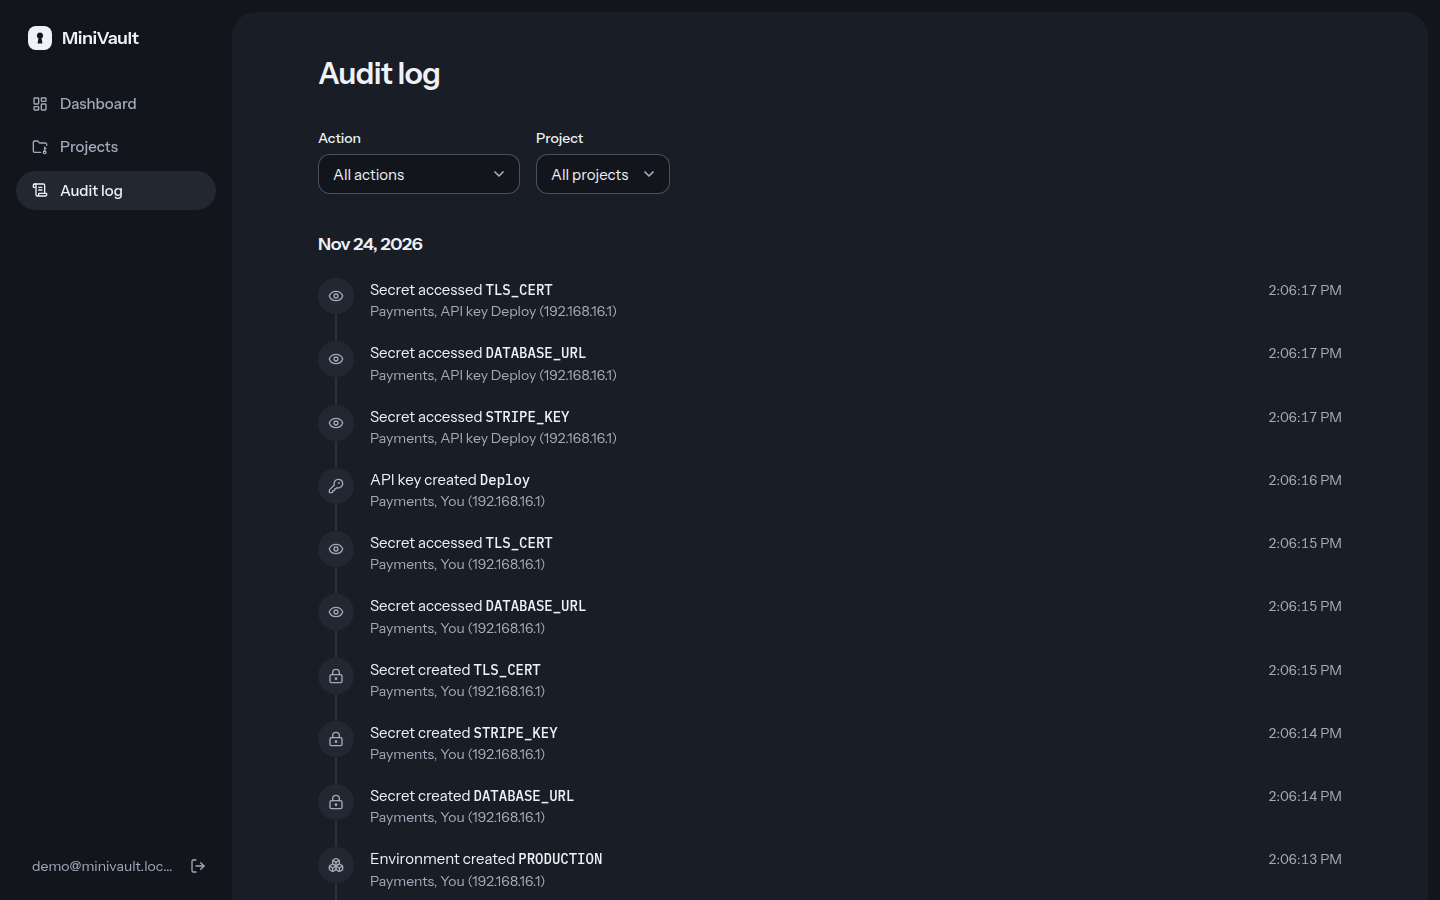 MiniVault
Dashboard
Projects
Audit log
demo@minivault.loc...
Audit log
Action
Project
All actions
All projects
Nov 24, 2026
Secret accessed TLS_CERT
2:06:17 PM
Payments, API key Deploy (192.168.16.1)
Secret accessed DATABASE_URL
2:06:17 PM
Payments, API key Deploy (192.168.16.1)
Secret accessed STRIPE_KEY
2:06:17 PM
Payments, API key Deploy (192.168.16.1)
API key created Deploy
2:06:16 PM
Payments, You (192.168.16.1)
Secret accessed TLS_CERT
2:06:15 PM
Payments, You (192.168.16.1)
Secret accessed DATABASE_URL
2:06:15 PM
Payments, You (192.168.16.1)
Secret created TLS_CERT
2:06:15 PM
Payments, You (192.168.16.1)
Secret created STRIPE_KEY
2:06:14 PM
Payments, You (192.168.16.1)
Secret created DATABASE_URL
2:06:14 PM
Payments, You (192.168.16.1)
Environment created PRODUCTION
2:06:13 PM
Payments, You (192.168.16.1)